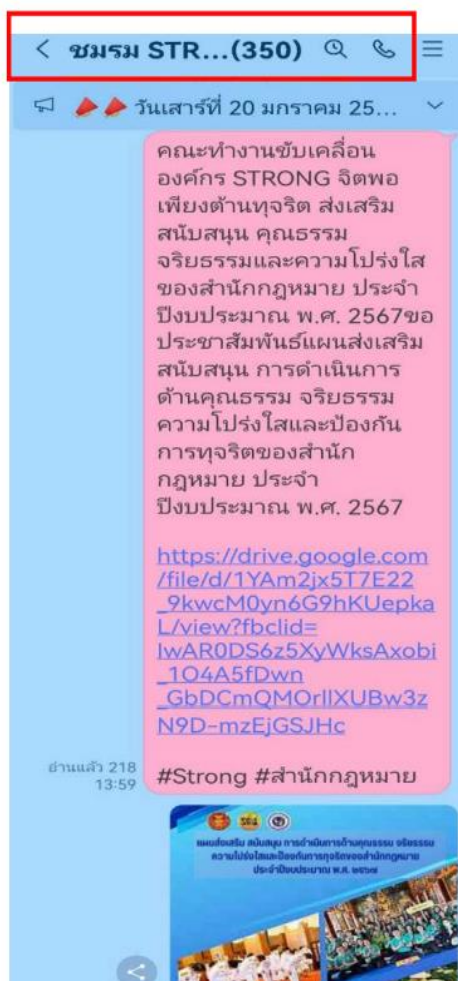 ชมรม STR...(350)
วันเสาร์ที่ 20 มกราคม 25...
คณะทำงานขับเคลื่อน
องค์กร STRONG จิตพอ
เพียงต้านทุจริต ส่งเสริม
สนับสนุน คุณธรรม
จริยธรรมและความโปร่งใส
ของสำนักกฎหมาย ประจำ
ปีงบประมาณ พ.ศ. 2567ขอ
ประชาสัมพันธ์แผนส่งเสริม
สนับสนุน การดำเนินการ
ด้านคุณธรรม จริยธรรม
ความโปร่งใสและป้องกัน
การทุจริตของสำนัก
กฎหมาย ประจำ
ปีงบประมาณ พ.ศ. 2567
https://drive.google.com
/file/d/1YAm2jx5T7E22
_9kwcM0yn6G9hKUepka
L/view?fbclid=
IwAR0DS6z5XyWksAxobi
_1O4A5fDwn
_GbDCmQMOrIlXUBw3z
N9D-mzEjGSJHc
#Strong #สำนักกฎหมาย
อ่านแล้ว 218
13:59
แผนส่งเสริม สนับสนุน การดำเนินการด้านคุณธรรม จริยธรรม
ความโปร่งใสและป้องกันการทุจริตของสำนักกฎหมาย
ประจำปีงบประมาณ พ.ศ. ๒๕๖๗